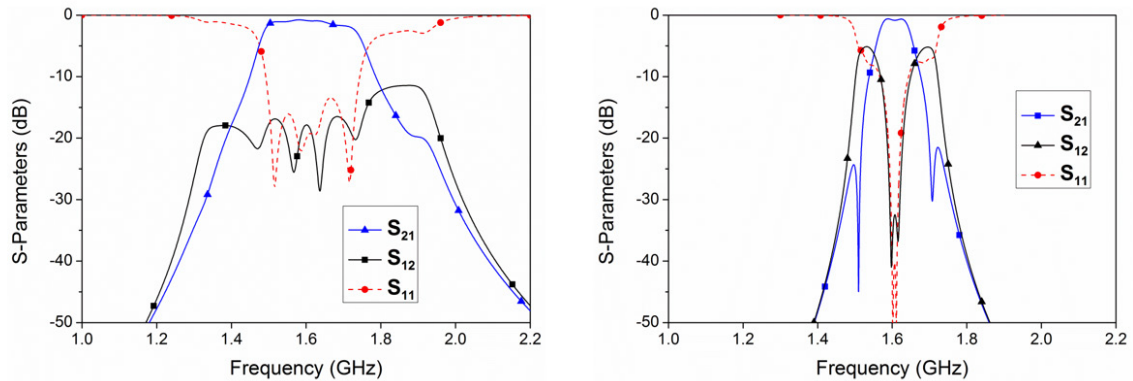 S-Parameters (dB)
0
-10
-20
-30
-40
-50
S21
S12
S11
1.0 1.2 1.4 1.6 1.8 2.0 2.2
Frequency (GHz)
S-Parameters (dB)
0
-10
-20
-30
-40
-50
S21
S12
S11
1.0 1.2 1.4 1.6 1.8 2.0 2.2
Frequency (GHz)